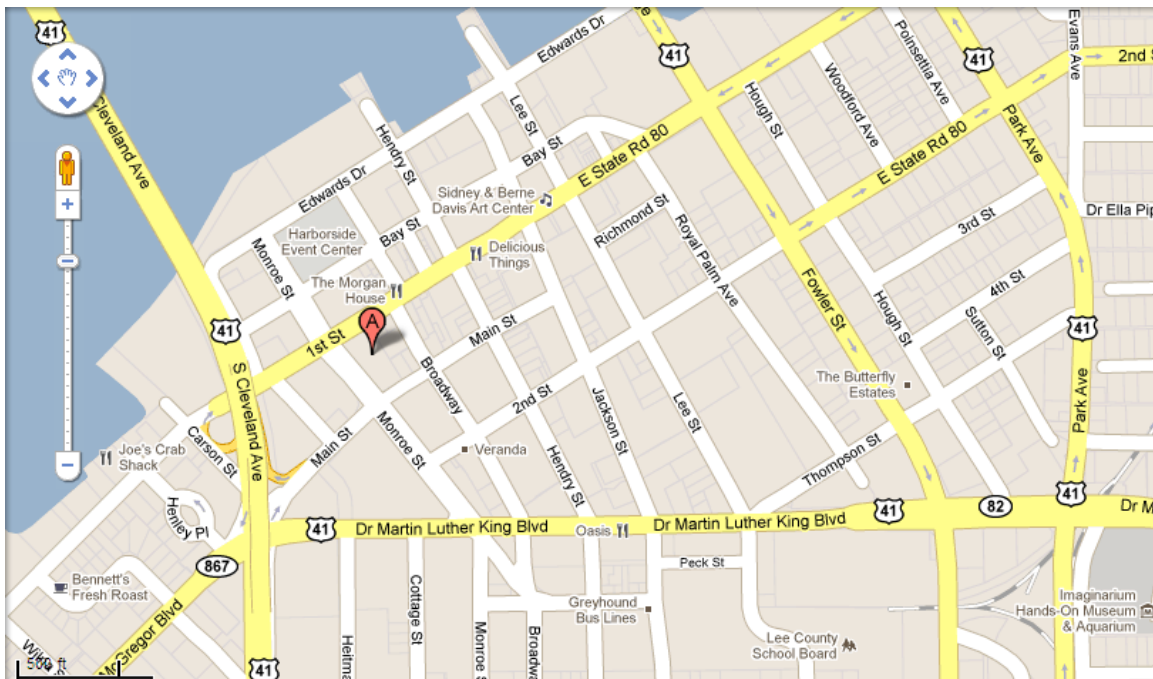 41
Cleveland Ave
Edwards Dr
Lee St
Hendry St
Bay St
E State Rd 80
41
Hough St
Woodford Ave
Poinsettia Ave
41
Evans Ave
2nd
Park Ave
E State Rd 80
Edwards Dr
Sidney & Berne
Davis Art Center
Harborside
Event Center
Bay St
Monroe St
Delicious
Things
Richmond St
Royal Palm Ave
3rd St
Dr Ella
4th St
The Morgan
House
A
1st St
41
Main St
Fowler St
Hough St
Sutton St
41
S Cleveland Ave
Broadway
2nd St
Jackson St
Lee St
The Butterfly
Estates
Park Ave
Main St
Monroe St
Carson St
Joe's Crab
Shack
Veranda
Hendry St
Thompson St
Henley Pl
41
Dr Martin Luther King Blvd
Oasis
Dr Martin Luther King Blvd
41
82
41
Dr
867
Peck St
Bennett's
Fresh Roast
Cottage St
Greyhound
Bus Lines
Imaginarium
Hands-On Museum
& Aquarium
McGregor Blvd
Heitma
Monroe S
Broadwa
Lee County
School Board
41
500 ft